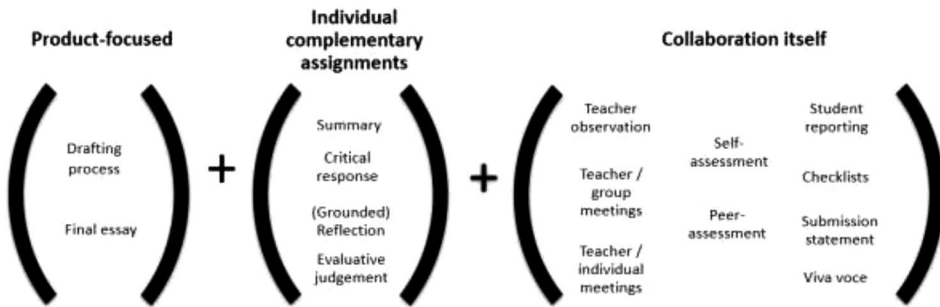 Product-focused
Individual
complementary
assignments
Collaboration itself
Drafting
process
Final essay
+
Summary
Critical
response
(Grounded)
Reflection
Evaluative
judgement
+
Teacher
observation
Teacher /
group
meetings
Teacher /
individual
meetings
Self-
assessment
Peer-
assessment
Student
reporting
Checklists
Submission
statement
Viva voce